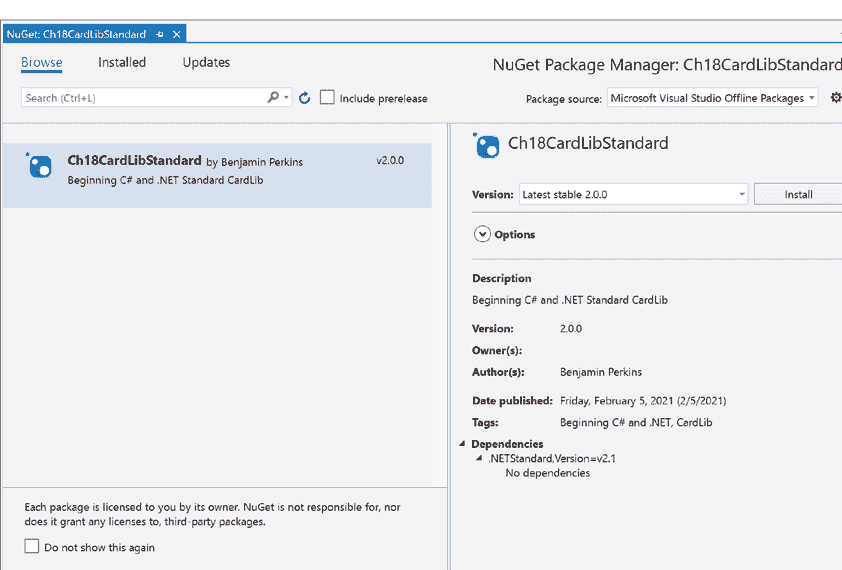 NuGet: Ch18CardLibStandard
Browse Installed Updates
NuGet Package Manager: Ch18CardLibStandard
Search (Ctrl+L)
Include prerelease
Package source: Microsoft Visual Studio Offline Packages
Ch18CardLibStandard by Benjamin Perkins v2.0.0
Beginning C# and .NET Standard CardLib
Ch18CardLibStandard
Version: Latest stable 2.0.0 Install
Options
Description
Beginning C# and .NET Standard CardLib
Version: 2.0.0
Owner(s):
Author(s): Benjamin Perkins
Date published: Friday, February 5, 2021 (2/5/2021)
Tags: Beginning C# and .NET, CardLib
Dependencies
.NETStandard,Version=v2.1
No dependencies
Each package is licensed to you by its owner. NuGet is not responsible for, nor
does it grant any licenses to, third-party packages.
Do not show this again